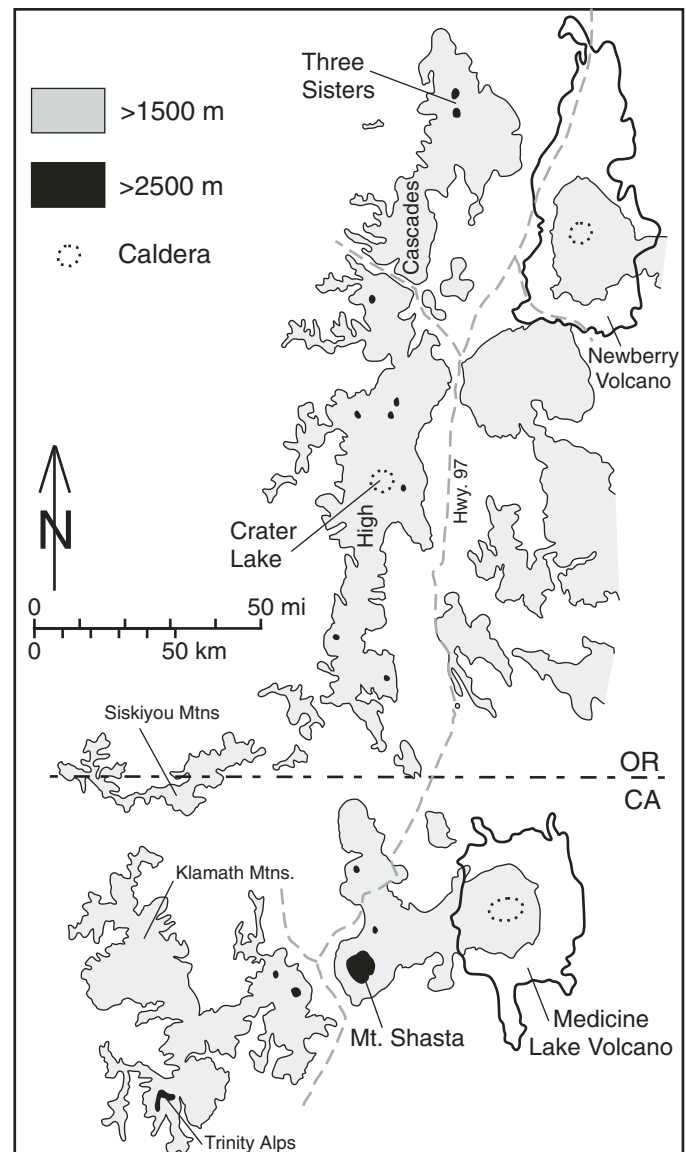 >1500 m
>2500 m
Caldera
Three
Sisters
Cascades
Newberry
Volcano
Hwy. 97
High
Crater
Lake
N
0 50 mi
0 50 km
Siskiyou Mtns
OR
CA
Klamath Mtns.
Mt. Shasta
Medicine
Lake Volcano
Trinity Alps